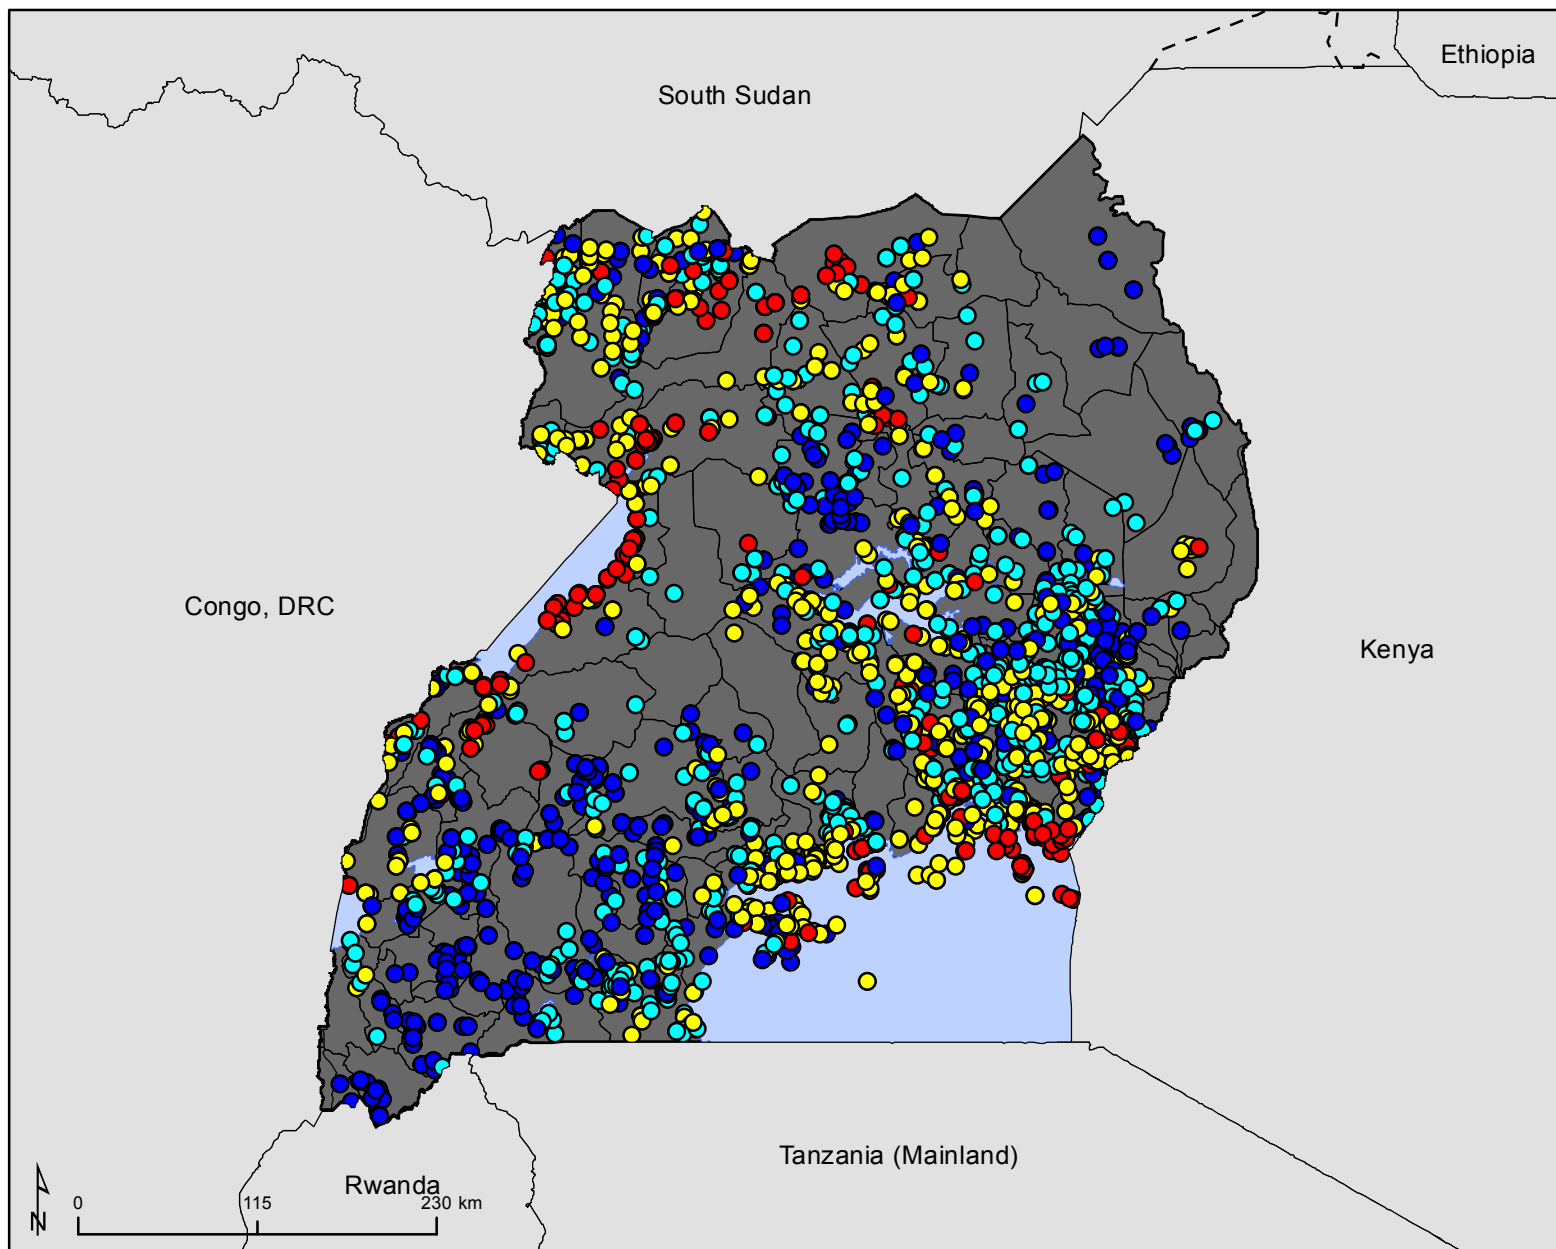 Ethiopia
South Sudan
Congo, DRC
Kenya
Tanzania (Mainland)
Rwanda
N
0 115 230 km